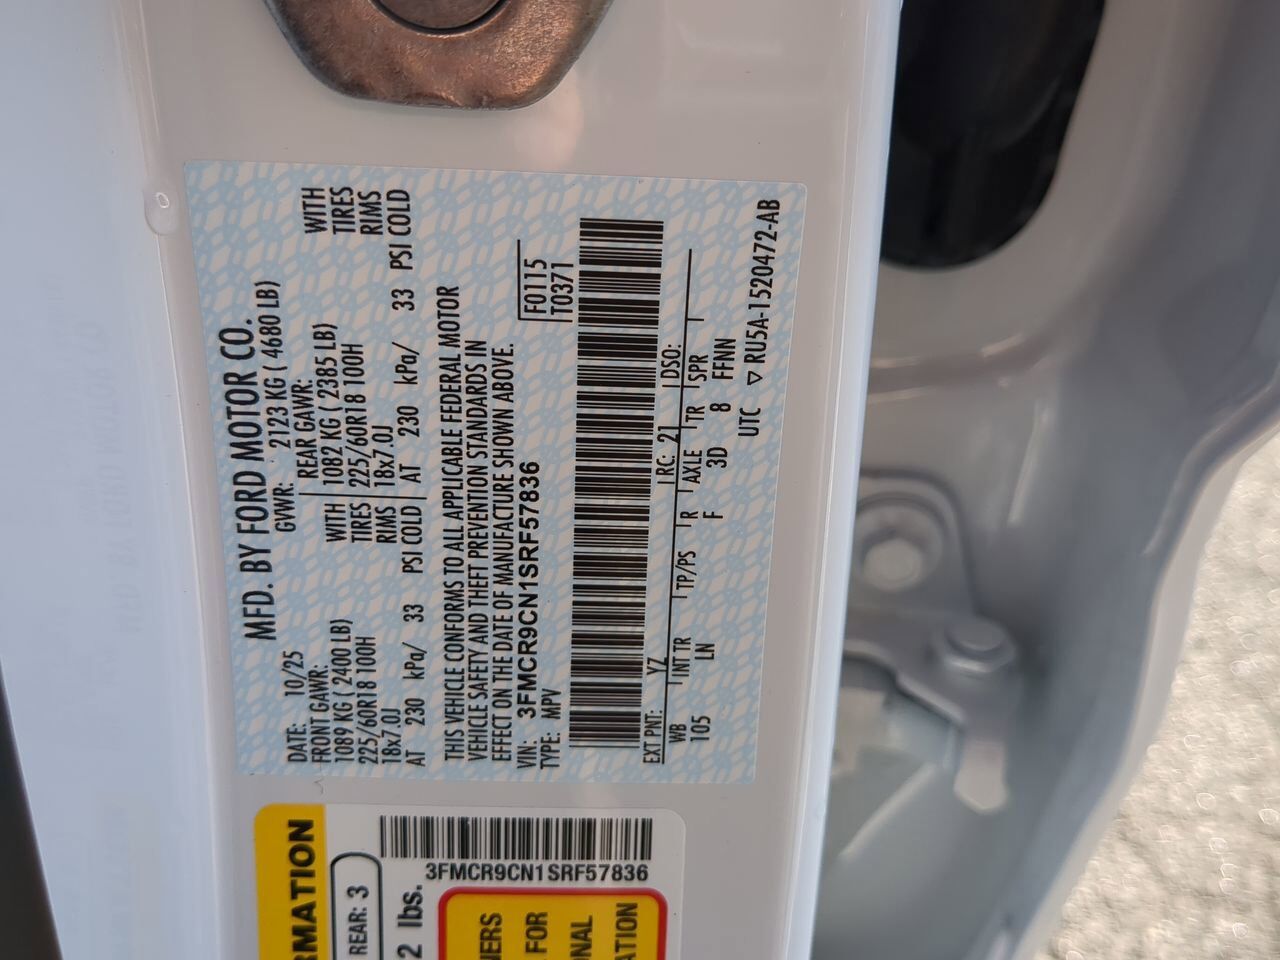 MFD. BY FORD MOTOR CO.
DATE: 10/25 GVWR: 2123 KG ( 4680 LB)
FRONT GAWR: REAR GAWR:
1089 KG ( 2400 LB) WITH 1082 KG ( 2385 LB) WITH
225/60R18 100H TIRES 225/60R18 100H TIRES
18x7.0J RIMS 18x7.0J RIMS
AT 230 kPa/ 33 PSI COLD AT 230 kPa/ 33 PSI COLD
THIS VEHICLE CONFORMS TO ALL APPLICABLE FEDERAL MOTOR
VEHICLE SAFETY AND THEFT PREVENTION STANDARDS IN
EFFECT ON THE DATE OF MANUFACTURE SHOWN ABOVE.
VIN: 3FMCR9CN1SRF57836 F0115
TYPE: MPV T0371
EXT PNT: YZ RC: 21 DSO:
WB INT TR TP/PS R AXLE TR SPR
105 LN F 3D 8 FFNN
UTC ▽ RU5A-1520472-AB
RMATION
REAR: 3
2 lbs.
3FMCR9CN1SRF57836
NERS
FOR
NAL
ATION